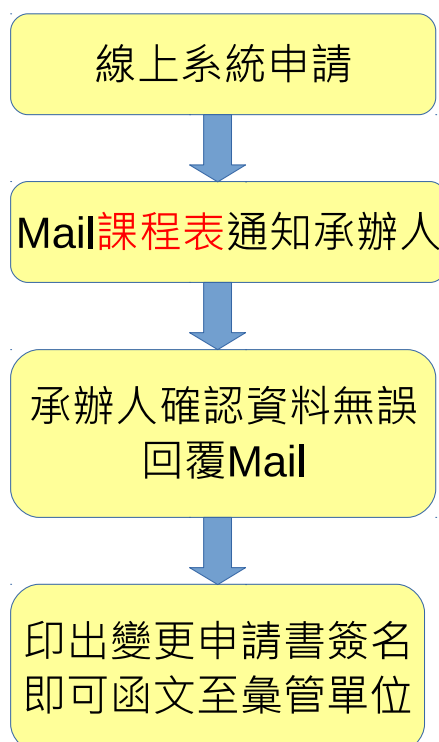 線上系統申請
Mail課程表通知承辦人
承辦人確認資料無誤
回覆Mail
印出變更申請書簽名
即可函文至彙管單位